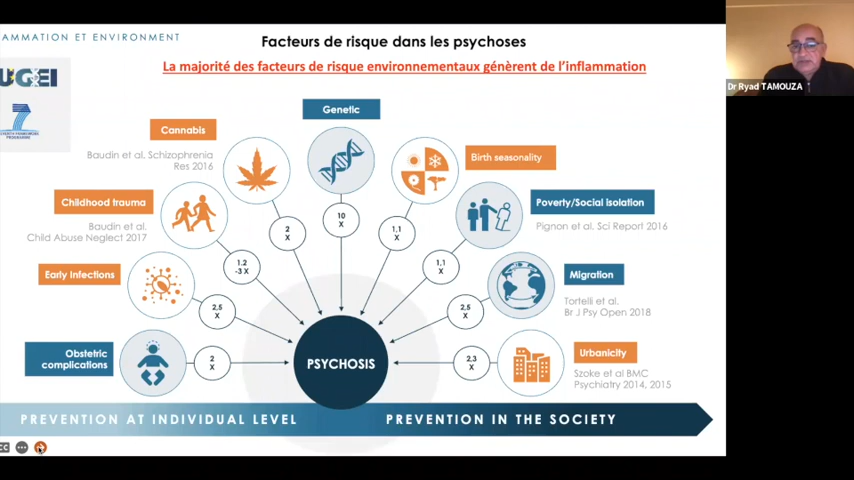 AMMATION ET ENVIRONMENT
Facteurs de risque dans les psychoses
La majorité des facteurs de risque environnementaux génèrent de l'inflammation
Dr Ryad TAMOUZA
UGEI
7
Genetic
Cannabis
Baudin et al. Schizophrenia
Res 2016
Birth seasonality
Childhood trauma
Baudin et al.
Child Abuse Neglect 2017
Poverty/Social isolation
Pignon et al. Sci Report 2016
10
X
2
X
1,1
1.2
-3 X
1,1
X
Early Infections
Migration
Tortelli et al.
Br J Psy Open 2018
2,5
X
2,5
X
Obstetric
complications
2
X
PSYCHOSIS
2,3
X
Urbanicity
Szoke et al BMC
Psychiatry 2014, 2015
PREVENTION AT INDIVIDUAL LEVEL
PREVENTION IN THE SOCIETY
CC